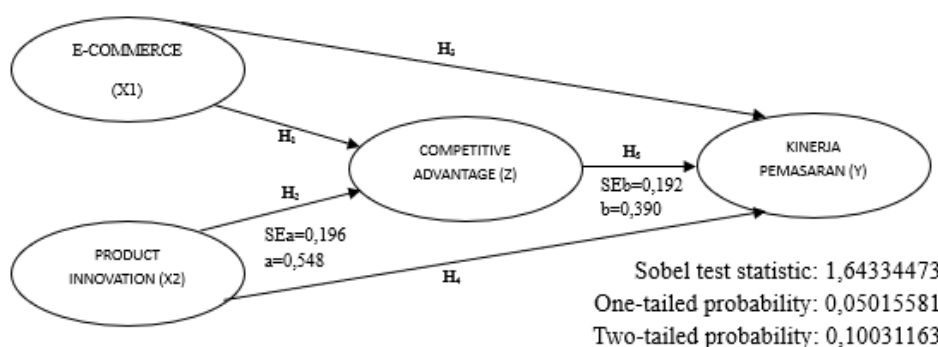 E-COMMERCE
(X1)
H₃
H₁
COMPETITIVE
ADVANTAGE (Z)
H₅
SEb=0,192
b=0,390
KINERJA
PEMASARAN (Y)
H₂
SEa=0,196
a=0,548
PRODUCT
INNOVATION (X2)
H₄
Sobel test statistic: 1,64334473
One-tailed probability: 0,05015581
Two-tailed probability: 0,10031163